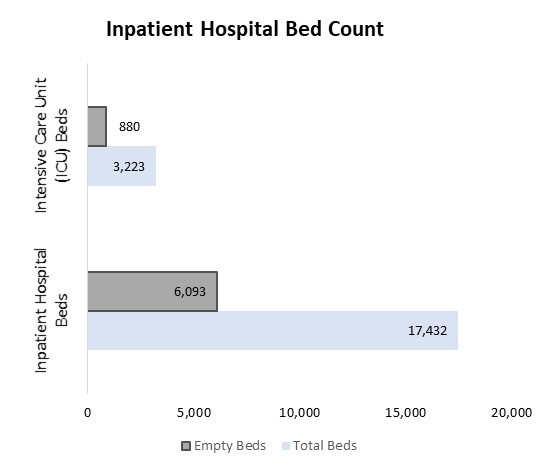 Inpatient Hospital Bed Count
Intensive Care Unit
(ICU) Beds
880
3,223
Inpatient Hospital
Beds
6,093
17,432
0 5,000 10,000 15,000 20,000
Empty Beds Total Beds